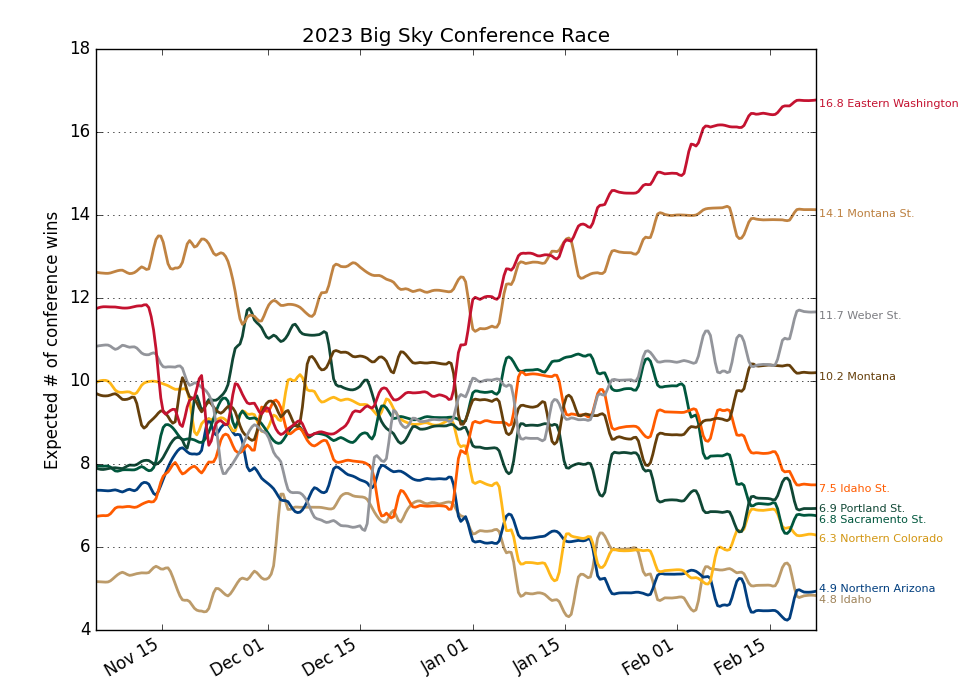 2023 Big Sky Conference Race
Expected # of conference wins
18
16
14
12
10
8
6
4
Nov 15
Dec 01
Dec 15
Jan 01
Jan 15
Feb 01
Feb 15
16.8 Eastern Washington
14.1 Montana St.
11.7 Weber St.
10.2 Montana
7.5 Idaho St.
6.9 Portland St.
6.8 Sacramento St.
6.3 Northern Colorado
4.9 Northern Arizona
4.8 Idaho